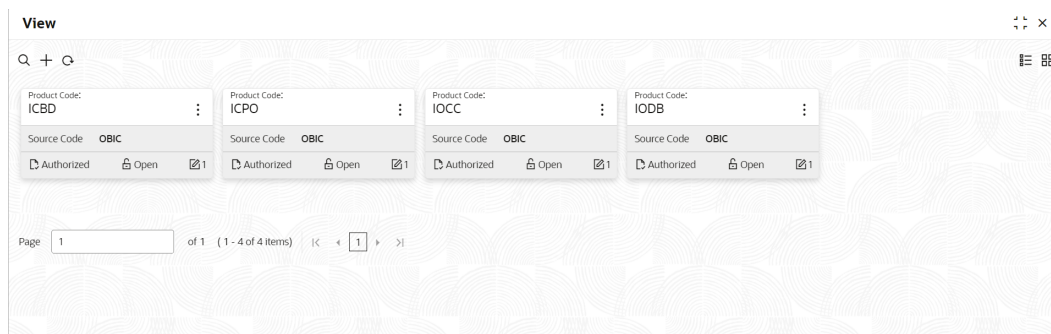 View
Product Code: Product Code: Product Code: Product Code:
ICBD ICPO IOCC IODB
Source Code OBIC Source Code OBIC Source Code OBIC Source Code OBIC
Authorized Open 1 Authorized Open 1 Authorized Open 1 Authorized Open 1
Page 1 of 1 ( 1 - 4 of 4 items) 1